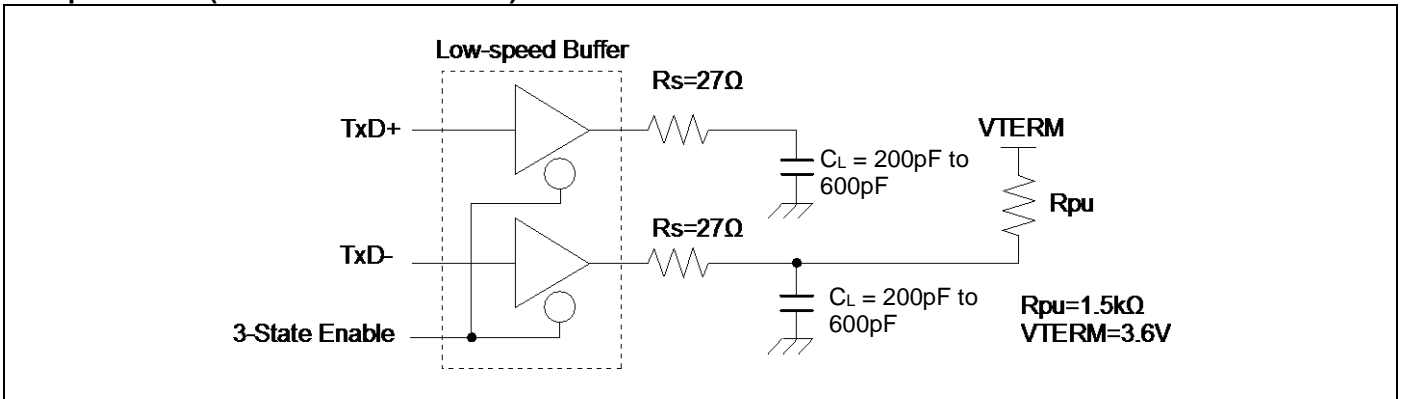 Low-speed Buffer
Rs=27Ω
TxD+
VTERM
CL = 200pF to
600pF
Rpu
Rs=27Ω
TxD-
CL = 200pF to
600pF
Rpu=1.5kΩ
VTERM=3.6V
3-State Enable